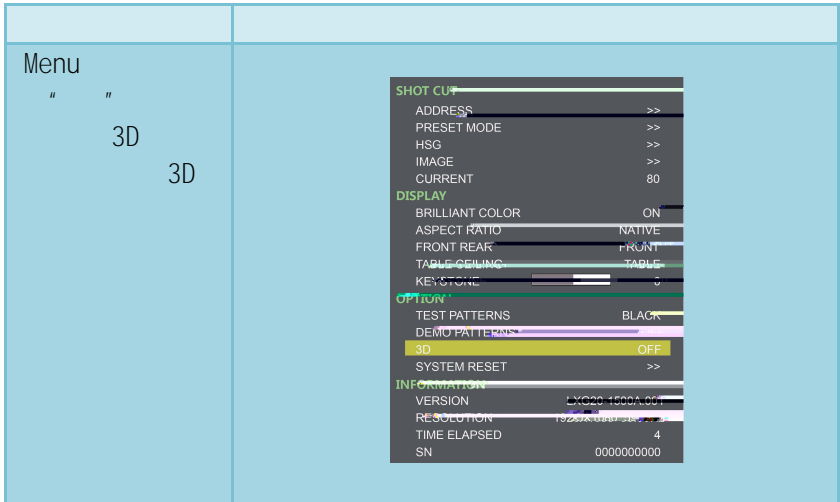 Menu
“ ”
3D
3D
SHOT CUT
ADDRESS >>
PRESET MODE >>
HSG >>
IMAGE >>
CURRENT 80
DISPLAY
BRILLIANT COLOR ON
ASPECT RATIO NATIVE
FRONT REAR FRONT
TABLE CEILING TABLE
KEYSTONE 0
OPTION
TEST PATTERNS BLACK
DEMO PATTERNS
3D OFF
SYSTEM RESET >>
INFORMATION
VERSION
RESOLUTION
TIME ELAPSED 4
SN 0000000000